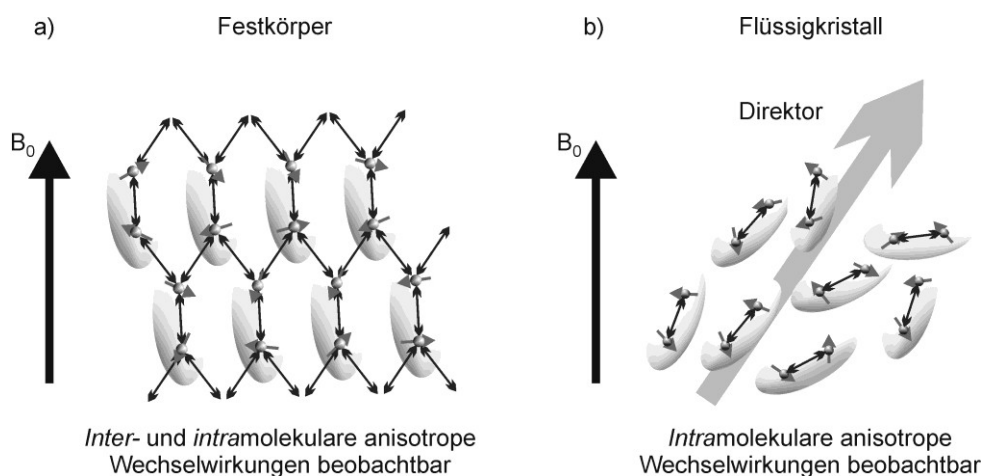 a) Festkörper
B0
Inter- und intramolekulare anisotrope
Wechselwirkungen beobachtbar
b) Flüssigkristall
Direktor
B0
Intramolekulare anisotrope
Wechselwirkungen beobachtbar